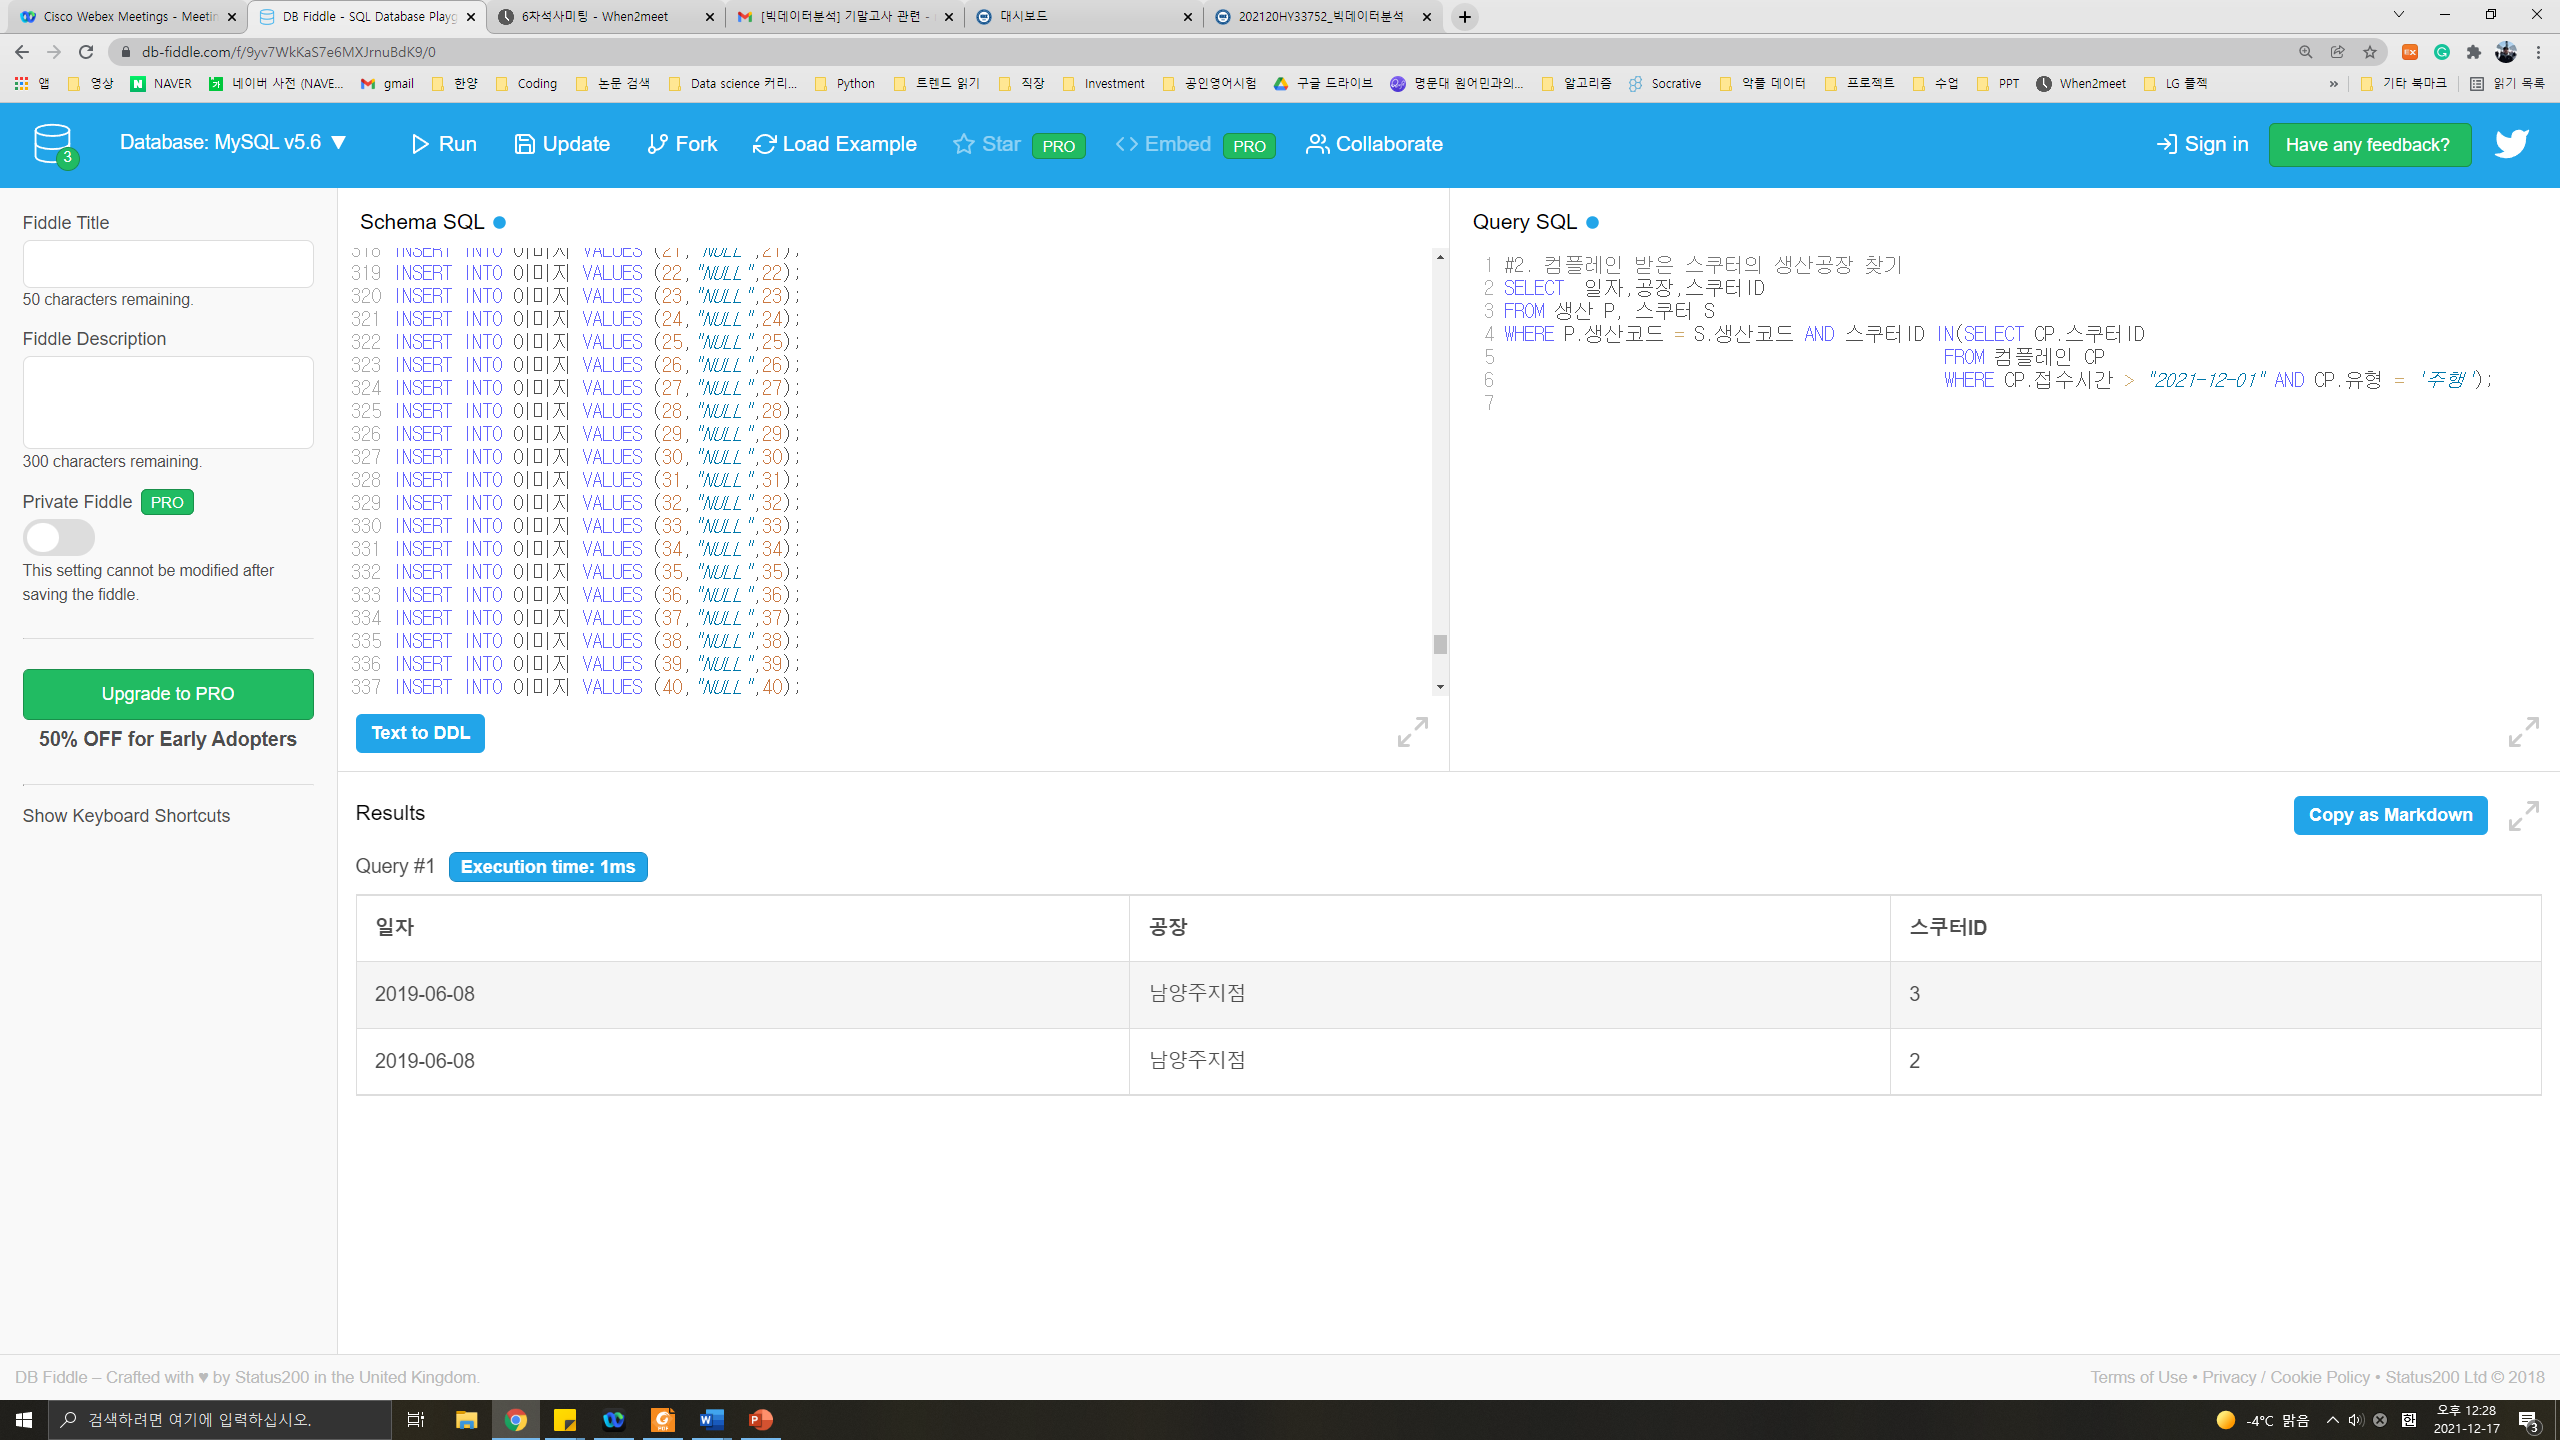 Cisco Webex Meetings - Meetin
DB Fiddle - SQL Database Playg
6차석사미팅 - When2meet
[빅데이터분석] 기말고사 관련 -
대시보드
202120HY33752_빅데이터분석
db-fiddle.com/f/9yv7WkKaS7e6MXJrnuBdK9/0
앱 영상 NAVER 네이버 사전 (NAVE... gmail 한양 Coding 논문 검색 Data science 커리... Python 트렌드 읽기 직장 Investment 공인영어시험 구글 드라이브 명문대 원어민과의... 알고리즘 Socrative 악플 데이터 프로젝트 수업 PPT When2meet LG 플젝 » 기타 북마크 읽기 목록
3
Database: MySQL v5.6 ▼ Run Update Fork Load Example Star PRO Embed PRO Collaborate Sign in Have any feedback?
Fiddle Title
50 characters remaining.
Fiddle Description
300 characters remaining.
Private Fiddle PRO
This setting cannot be modified after
saving the fiddle.
Upgrade to PRO
50% OFF for Early Adopters
Show Keyboard Shortcuts
Schema SQL
318 INSERT INTO 이미지 VALUES (21,"NULL",21);
319 INSERT INTO 이미지 VALUES (22,"NULL",22);
320 INSERT INTO 이미지 VALUES (23,"NULL",23);
321 INSERT INTO 이미지 VALUES (24,"NULL",24);
322 INSERT INTO 이미지 VALUES (25,"NULL",25);
323 INSERT INTO 이미지 VALUES (26,"NULL",26);
324 INSERT INTO 이미지 VALUES (27,"NULL",27);
325 INSERT INTO 이미지 VALUES (28,"NULL",28);
326 INSERT INTO 이미지 VALUES (29,"NULL",29);
327 INSERT INTO 이미지 VALUES (30,"NULL",30);
328 INSERT INTO 이미지 VALUES (31,"NULL",31);
329 INSERT INTO 이미지 VALUES (32,"NULL",32);
330 INSERT INTO 이미지 VALUES (33,"NULL",33);
331 INSERT INTO 이미지 VALUES (34,"NULL",34);
332 INSERT INTO 이미지 VALUES (35,"NULL",35);
333 INSERT INTO 이미지 VALUES (36,"NULL",36);
334 INSERT INTO 이미지 VALUES (37,"NULL",37);
335 INSERT INTO 이미지 VALUES (38,"NULL",38);
336 INSERT INTO 이미지 VALUES (39,"NULL",39);
337 INSERT INTO 이미지 VALUES (40,"NULL",40);
Text to DDL
Query SQL
1 #2. 컴플레인 받은 스쿠터의 생산공장 찾기
2 SELECT 일자,공장,스쿠터ID
3 FROM 생산 P, 스쿠터 S
4 WHERE P.생산코드 = S.생산코드 AND 스쿠터ID IN(SELECT CP.스쿠터ID
5 FROM 컴플레인 CP
6 WHERE CP.접수시간 > "2021-12-01" AND CP.유형 = '주행');
7
Results
Copy as Markdown
Query #1 Execution time: 1ms
일자 공장 스쿠터ID
2019-06-08 남양주지점 3
2019-06-08 남양주지점 2
DB Fiddle – Crafted with ♥ by Status200 in the United Kingdom.
Terms of Use • Privacy / Cookie Policy • Status200 Ltd © 2018
검색하려면 여기에 입력하십시오.
-4°C 맑음
한
오후 12:28
2021-12-17
3